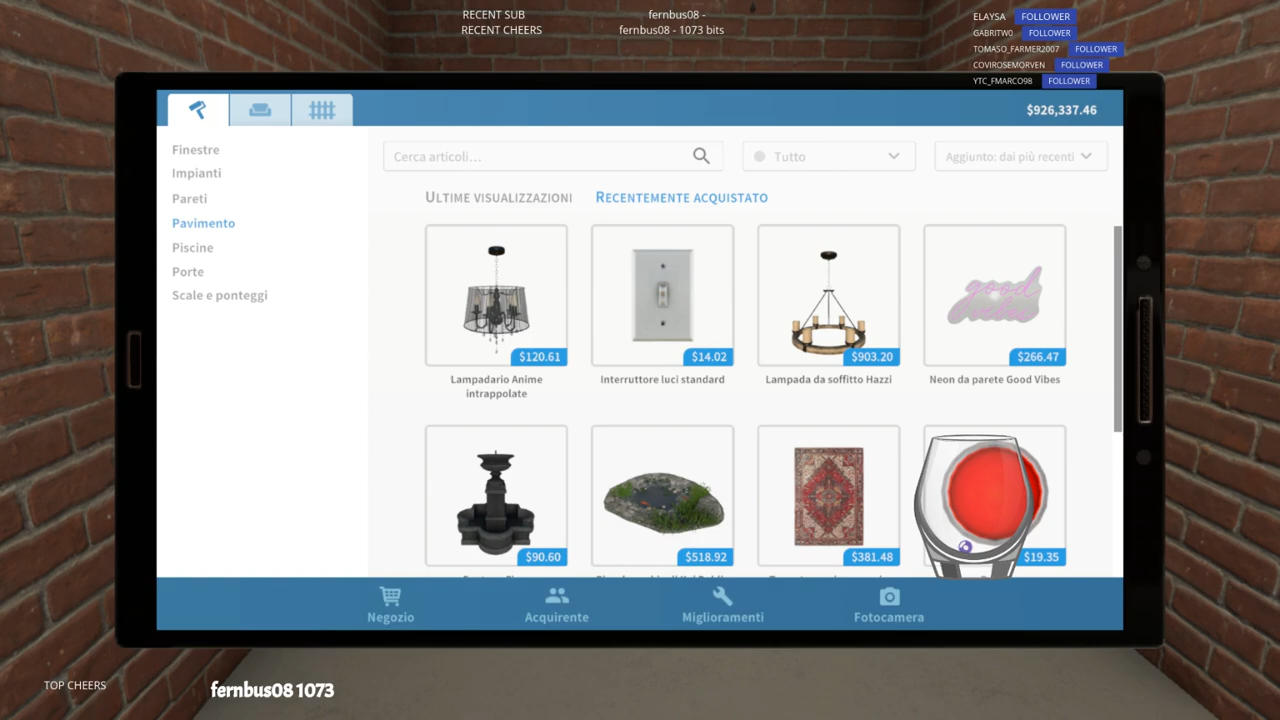 RECENT SUB
fernbus08 -
RECENT CHEERS
fernbus08 - 1073 bits
ELAYSA FOLLOWER
GABRITW0 FOLLOWER
TOMASO_FARMER2007 FOLLOWER
COVIROSEMORVEN FOLLOWER
YTC_FMARCO98 FOLLOWER
$926,337.46
Finestre
Impianti
Pareti
Pavimento
Piscine
Porte
Scale e ponteggi
Cerca articoli...
Tutto
Aggiunto: dai più recenti
ULTIME VISUALIZZAZIONI
RECENTEMENTE ACQUISTATO
good
$120.61
$14.02
$903.20
$266.47
Lampadario Anime
intrappolate
Interruttore luci standard
Lampada da soffitto Hazzi
Neon da parete Good Vibes
$90.60
$518.92
$381.48
$19.35
Negozio
Acquirente
Miglioramenti
Fotocamera
TOP CHEERS
fernbus08 1073